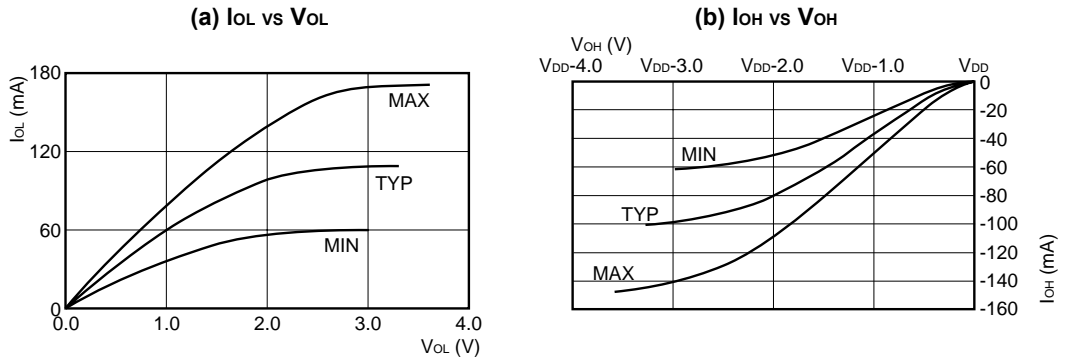 (a) IOL vs VOL
180
120
60
0
IOL (mA)
MAX
TYP
MIN
0.0 1.0 2.0 3.0 4.0
VOL (V)
(b) IOH vs VOH
VOH (V)
VDD-4.0 VDD-3.0 VDD-2.0 VDD-1.0 VDD
MIN
TYP
MAX
0
-20
-40
-60
-80
-100
-120
-140
-160
IOH (mA)